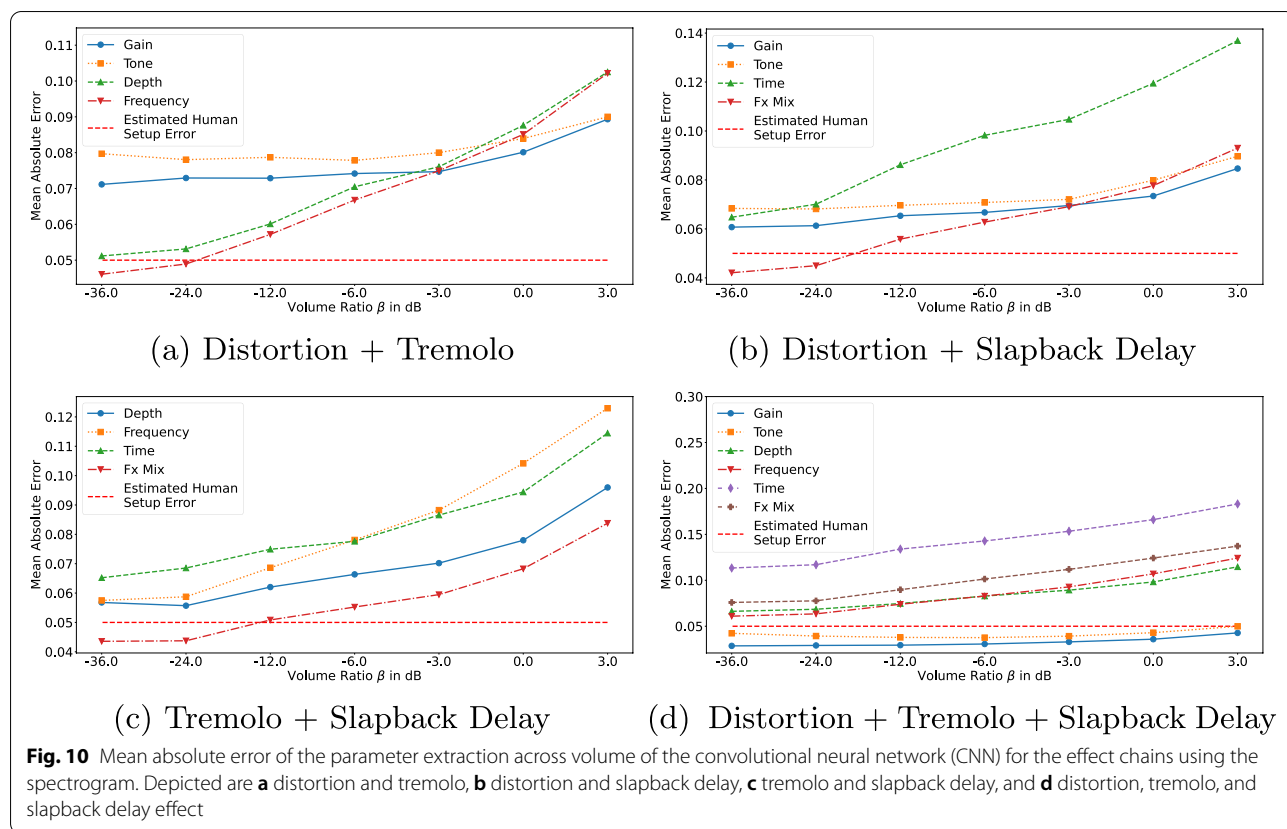 Gain
Tone
Depth
Frequency
Estimated Human
Setup Error
Mean Absolute Error
0.11
0.10
0.09
0.08
0.07
0.06
0.05
-36.0 -24.0 -12.0 -6.0 -3.0 0.0 3.0
Volume Ratio β in dB
(a) Distortion + Tremolo
Gain
Tone
Time
Fx Mix
Estimated Human
Setup Error
Mean Absolute Error
0.14
0.12
0.10
0.08
0.06
0.04
-36.0 -24.0 -12.0 -6.0 -3.0 0.0 3.0
Volume Ratio β in dB
(b) Distortion + Slapback Delay
Depth
Frequency
Time
Fx Mix
Estimated Human
Setup Error
Mean Absolute Error
0.12
0.11
0.10
0.09
0.08
0.07
0.06
0.05
0.04
-36.0 -24.0 -12.0 -6.0 -3.0 0.0 3.0
Volume Ratio β in dB
(c) Tremolo + Slapback Delay
Gain
Tone
Depth
Frequency
Time
Fx Mix
Estimated Human
Setup Error
Mean Absolute Error
0.30
0.25
0.20
0.15
0.10
0.05
-36.0 -24.0 -12.0 -6.0 -3.0 0.0 3.0
Volume Ratio β in dB
(d) Distortion + Tremolo + Slapback Delay
Fig. 10 Mean absolute error of the parameter extraction across volume of the convolutional neural network (CNN) for the effect chains using the
spectrogram. Depicted are a distortion and tremolo, b distortion and slapback delay, c tremolo and slapback delay, and d distortion, tremolo, and
slapback delay effect